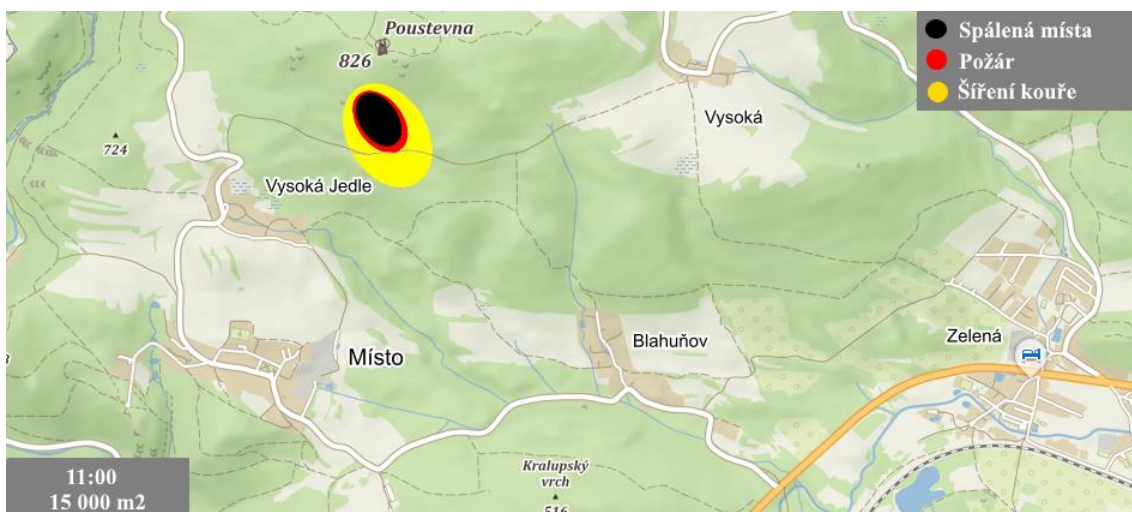 Poustevna
826
Spálená místa
Požár
Šíření kouře
Vysoká
724
Vysoká Jedle
Blahuňov
Zelená
Místo
11:00
15 000 m2
Kralupský
vrch
516